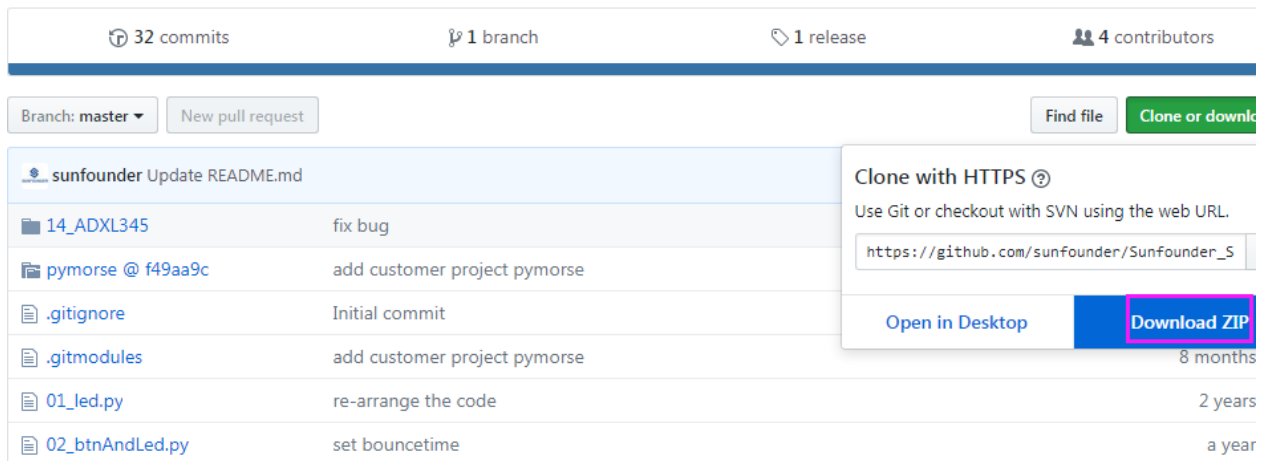 32 commits 1 branch 1 release 4 contributors
Branch: master New pull request Find file Clone or downlo
sunfounder Update README.md
Clone with HTTPS
Use Git or checkout with SVN using the web URL.
https://github.com/sunfounder/Sunfounder_S
Open in Desktop Download ZIP
14_ADXL345 fix bug
pymorse @ f49aa9c add customer project pymorse
.gitignore Initial commit
.gitmodules add customer project pymorse 8 months
01_led.py re-arrange the code 2 years
02_btnAndLed.py set bouncetime a year